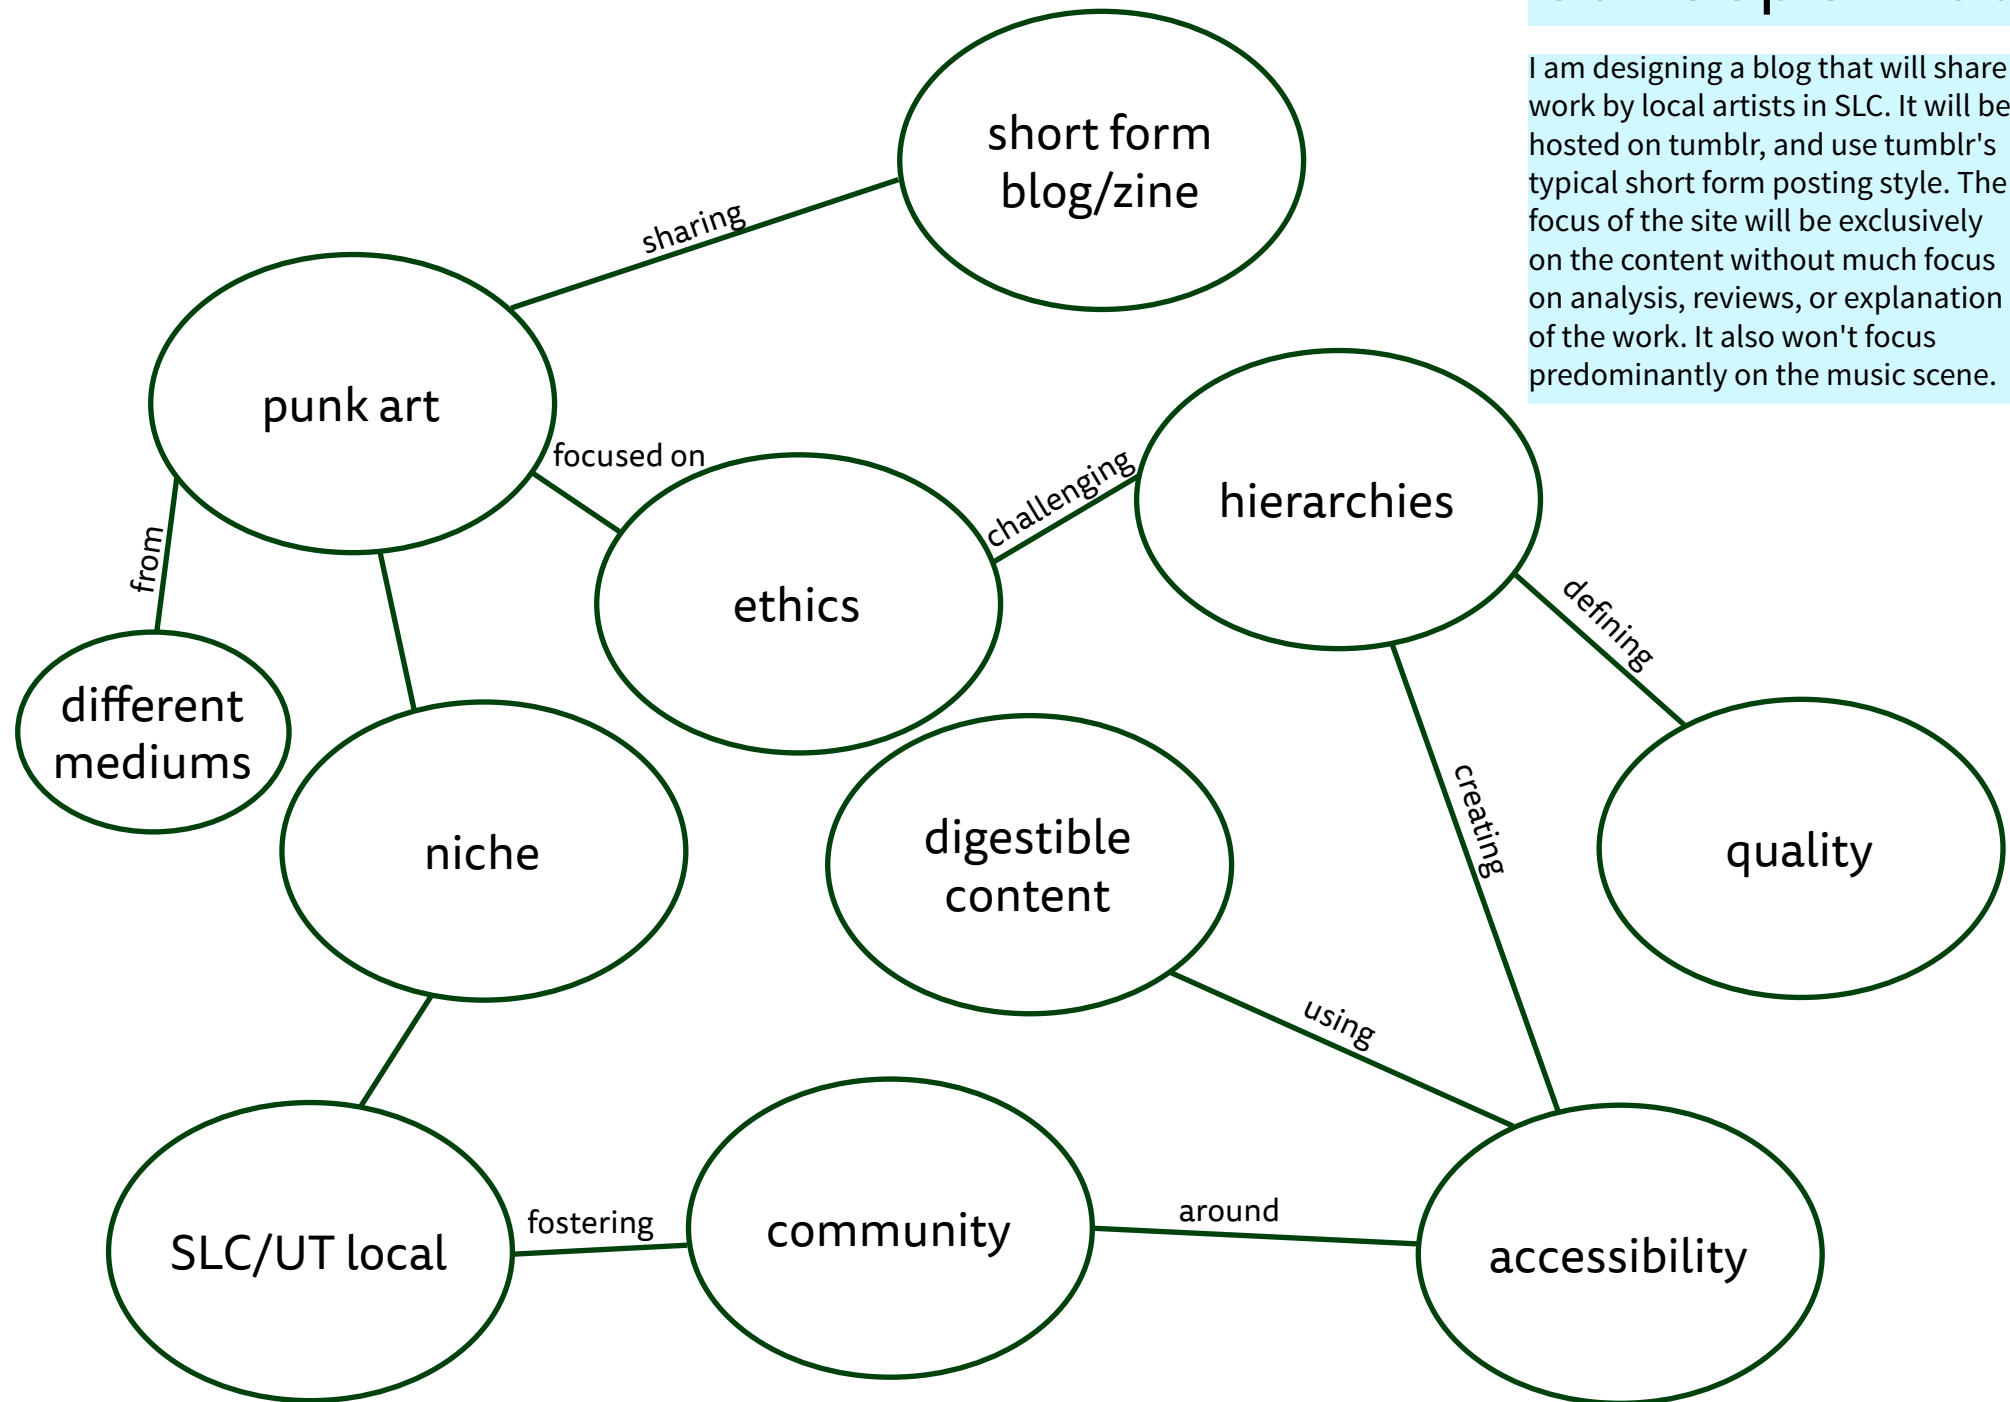 I am designing a blog that will share
work by local artists in SLC. It will be
hosted on tumblr, and use tumblr's
typical short form posting style. The
focus of the site will be exclusively
on the content without much focus
on analysis, reviews, or explanation
of the work. It also won't focus
predominantly on the music scene.
short form
blog/zine
sharing
punk art
focused on
challenging
hierarchies
from
ethics
defining
different
mediums
niche
digestible
content
creating
quality
using
SLC/UT local
fostering
community
around
accessibility